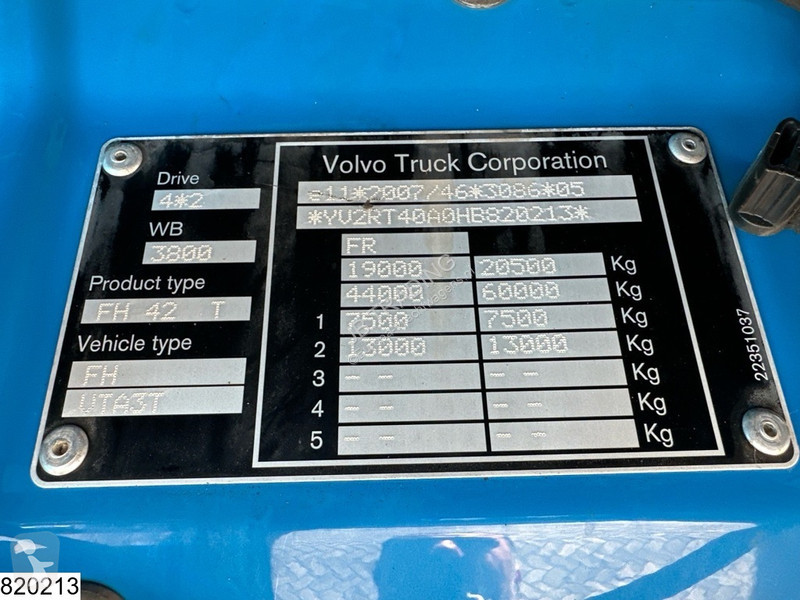 Volvo Truck Corporation
Drive
4*2
WB
3800
Product type
FH 42 T
Vehicle type
FH
VTA3T
e11*2007/46*3086*05
*YV2RT40A0HB820213*
FR
19000 20500 Kg
44000 60000 Kg
1 7500 7500 Kg
2 13000 13000 Kg
3 -- -- Kg
4 -- -- Kg
5 -- -- Kg
22351037
820213